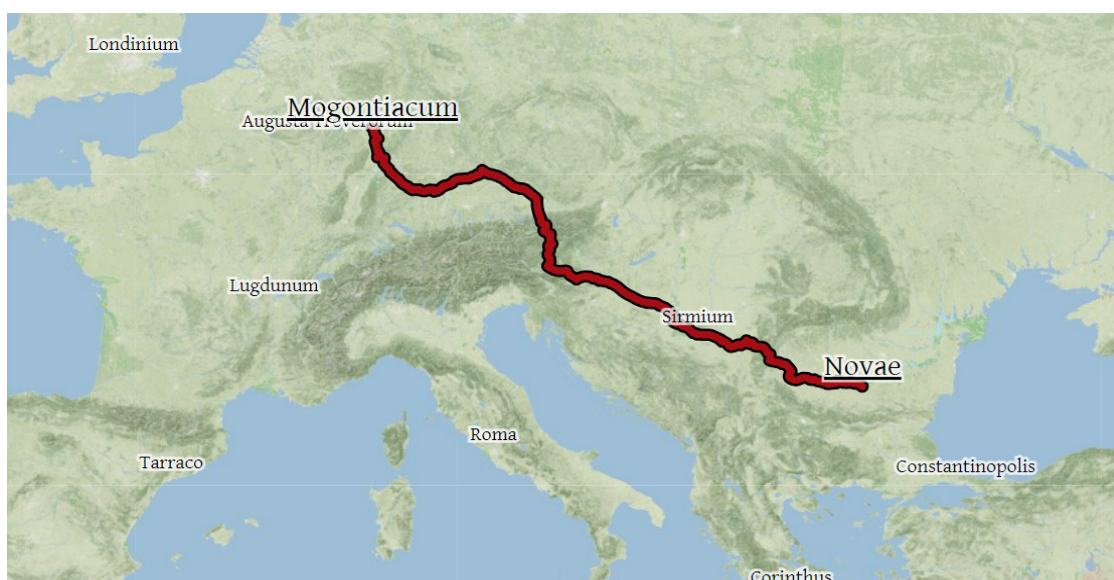 Londinium
Mogontiacum
Augusta Treverorum
Lugdunum
Sirmium
Novae
Roma
Tarraco
Constantinopolis
Corinthus